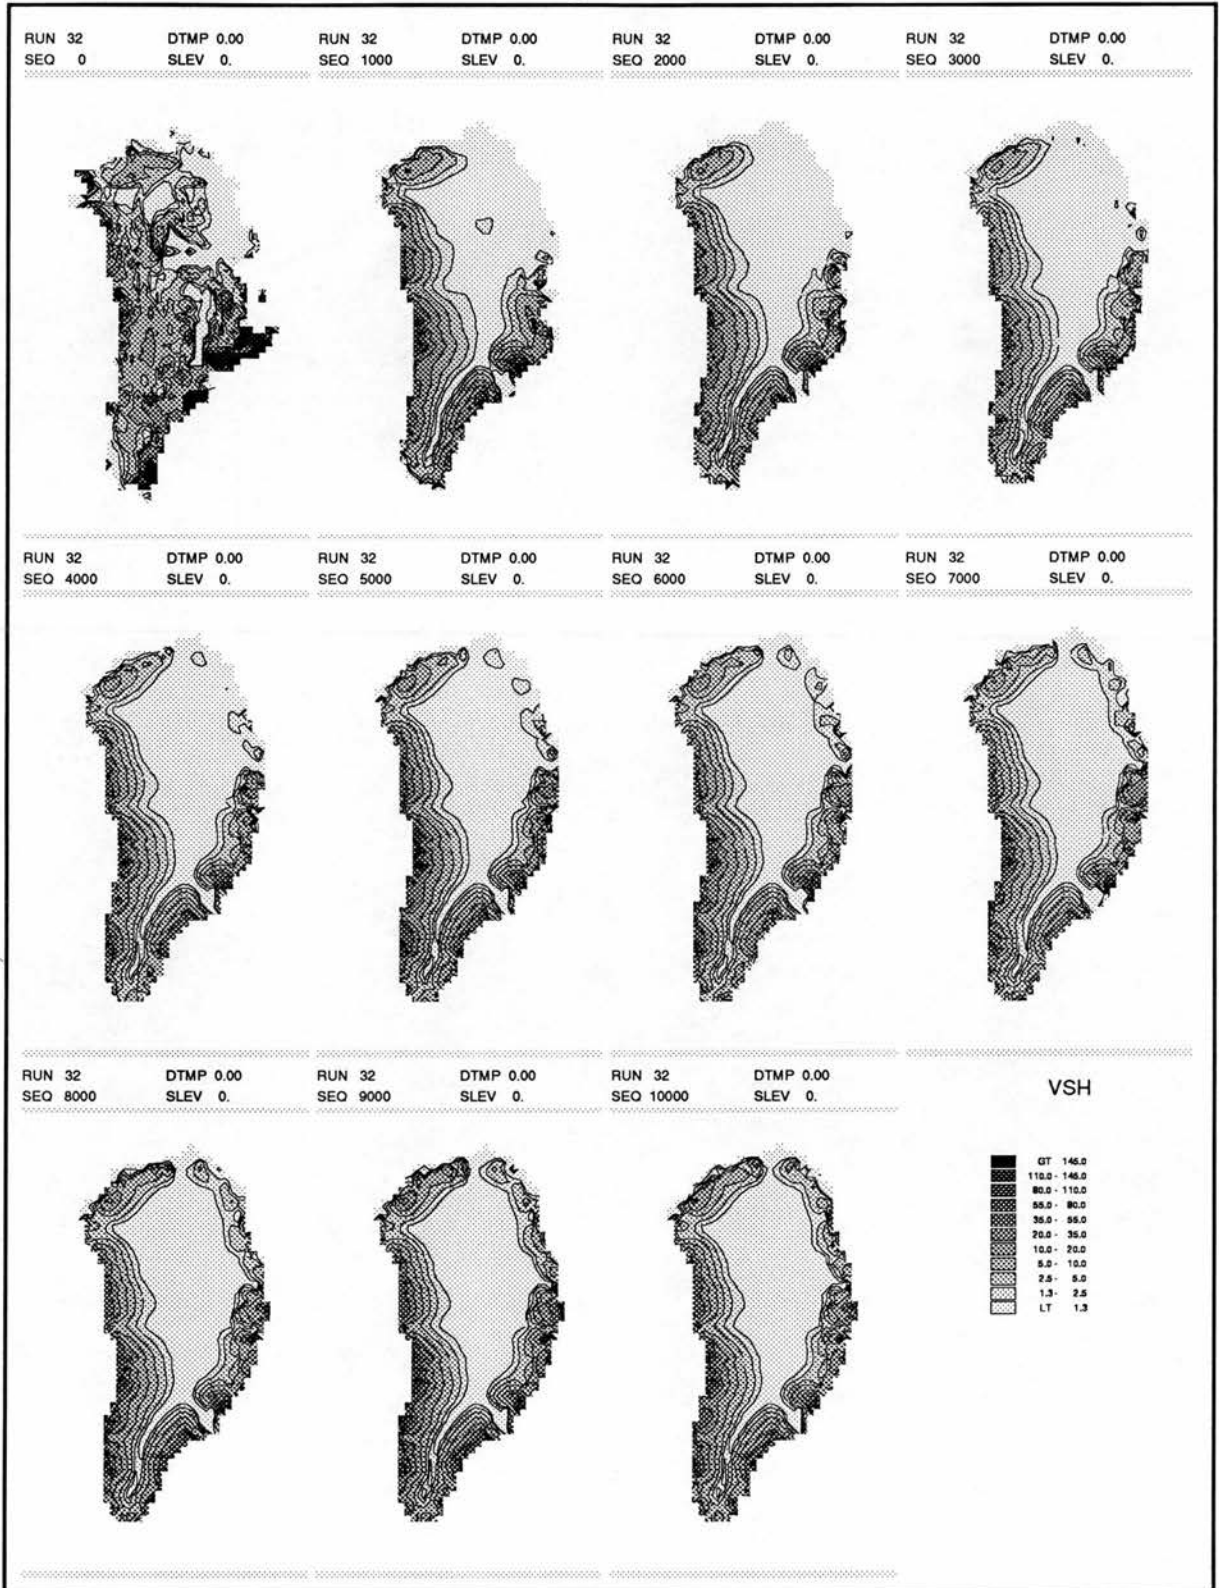 RUN 32 DTMP 0.00 RUN 32 DTMP 0.00 RUN 32 DTMP 0.00 RUN 32 DTMP 0.00
SEQ 0 SLEV 0. SEQ 1000 SLEV 0. SEQ 2000 SLEV 0. SEQ 3000 SLEV 0.
RUN 32 DTMP 0.00 RUN 32 DTMP 0.00 RUN 32 DTMP 0.00 RUN 32 DTMP 0.00
SEQ 4000 SLEV 0. SEQ 5000 SLEV 0. SEQ 6000 SLEV 0. SEQ 7000 SLEV 0.
RUN 32 DTMP 0.00 RUN 32 DTMP 0.00 RUN 32 DTMP 0.00
SEQ 8000 SLEV 0. SEQ 9000 SLEV 0. SEQ 10000 SLEV 0.
VSH
GT 145.0
110.0 - 145.0
80.0 - 110.0
55.0 - 80.0
35.0 - 55.0
20.0 - 35.0
10.0 - 20.0
5.0 - 10.0
2.5 - 5.0
1.3 - 2.5
LT 1.3